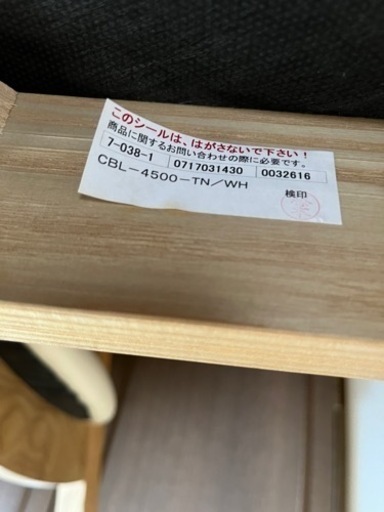 このシールは、はがさないで下さい!
商品に関するお問い合わせの際に必要です。
7-038-1 0717031430 0032616
CBL-4500-TN/WH
検印